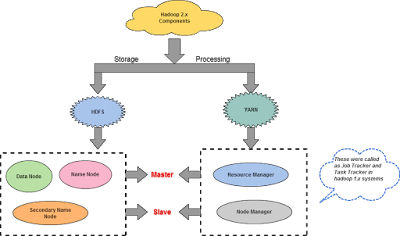 Hadoop 2.x
Components
Storage
Processing
HDFS
YARN
Data Node
Name Node
Secondary Name
Node
Master
Slave
Resource Manager
Node Manager
These were called
as Job Tracker and
Task Tracker in
hadoop 1.x systems